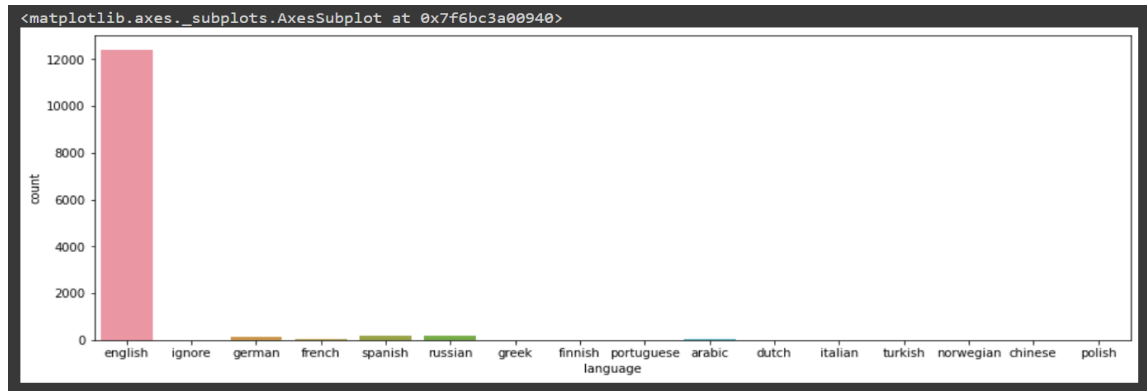 <matplotlib.axes._subplots.AxesSubplot at 0x7f6bc3a00940>
12000
10000
8000
6000
4000
2000
0
count
english ignore german french spanish russian greek finnish portuguese arabic dutch italian turkish norwegian chinese polish
language